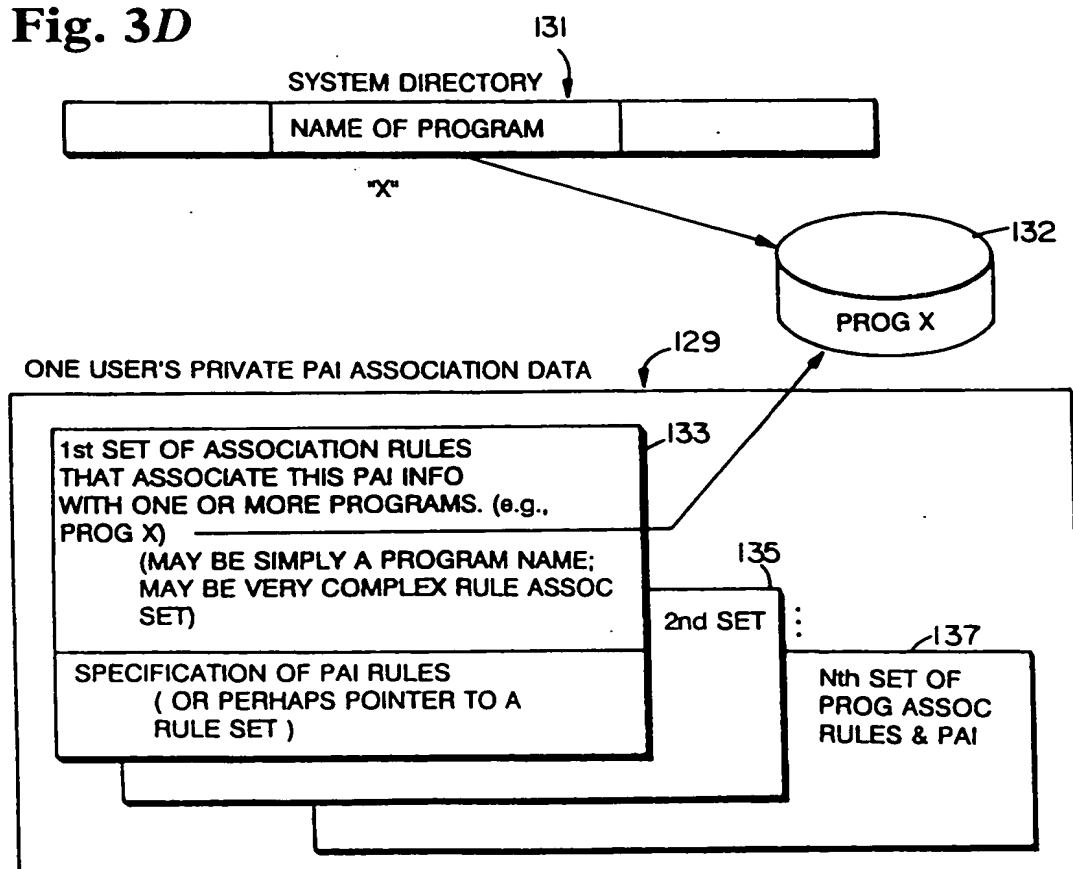 Fig. 3D
131
SYSTEM DIRECTORY
NAME OF PROGRAM
"X"
132
PROG X
129
ONE USER'S PRIVATE PAI ASSOCIATION DATA
133
1st SET OF ASSOCIATION RULES
THAT ASSOCIATE THIS PAI INFO
WITH ONE OR MORE PROGRAMS. (e.g.,
PROG X)
(MAY BE SIMPLY A PROGRAM NAME;
MAY BE VERY COMPLEX RULE ASSOC
SET)
SPECIFICATION OF PAI RULES
( OR PERHAPS POINTER TO A
RULE SET )
135
2nd SET
137
Nth SET OF
PROG ASSOC
RULES & PAI